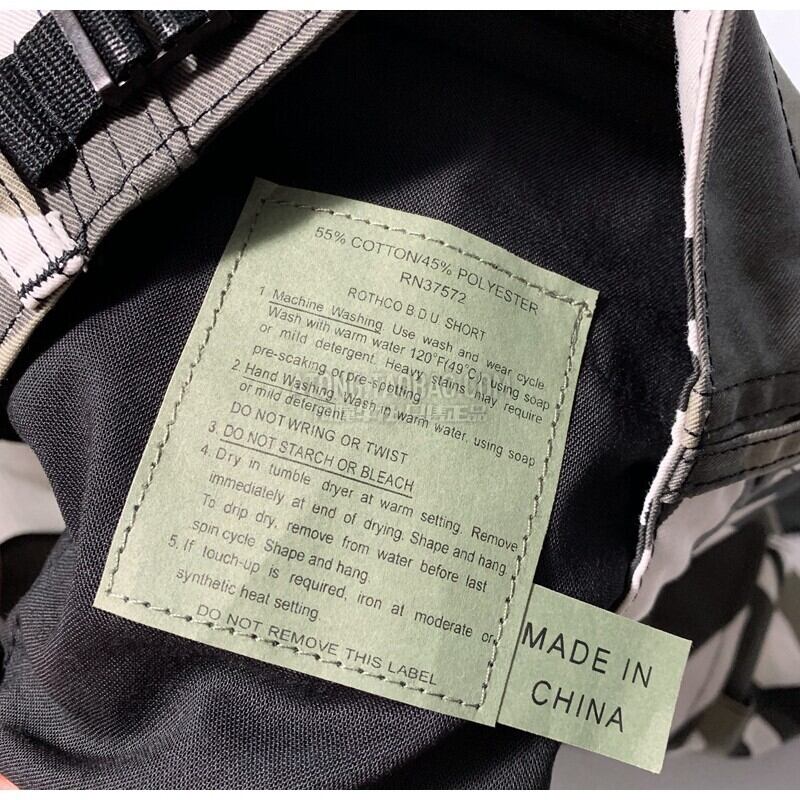 55% COTTON/45% POLYESTER
RN37572
ROTHCO B.D.U. SHORT
1 Machine Washing. Use wash and wear cycle.
Wash with warm water 120°F(49°C) using soap
or mild detergent. Heavy stains may require
pre-scaking or pre-spotting.
2. Hand Washing. Wash in warm water, using soap
or mild detergent.
DO NOT WRING OR TWIST
3. DO NOT STARCH OR BLEACH
4. Dry in tumble dryer at warm setting. Remove
immediately at end of drying. Shape and hang.
To drip dry, remove from water before last
spin cycle. Shape and hang.
5. If touch-up is required, iron at moderate or
synthetic heat setting.
DO NOT REMOVE THIS LABEL
MADE IN
CHINA